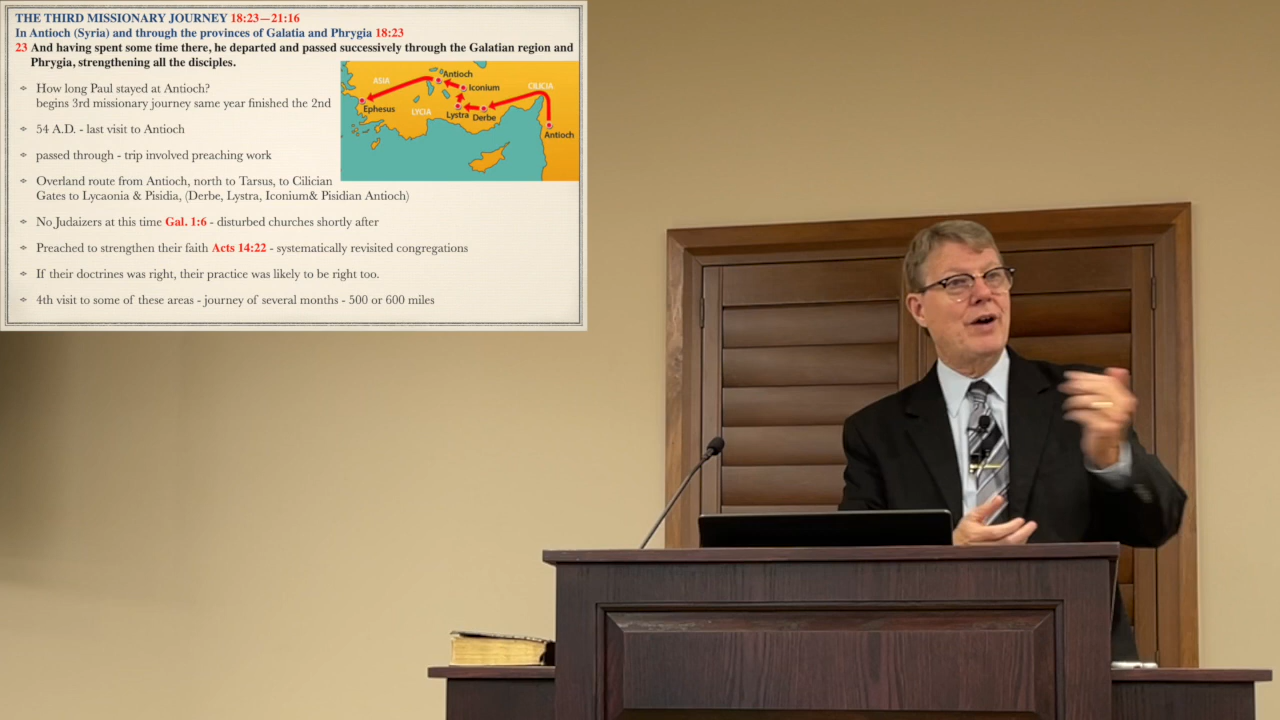 THE THIRD MISSIONARY JOURNEY 18:23—21:16
In Antioch (Syria) and through the provinces of Galatia and Phrygia 18:23
23 And having spent some time there, he departed and passed successively through the Galatian region and
Phrygia, strengthening all the disciples.
How long Paul stayed at Antioch?
begins 3rd missionary journey same year finished the 2nd
54 A.D. - last visit to Antioch
passed through - trip involved preaching work
Overland route from Antioch, north to Tarsus, to Cilician
Gates to Lycaonia & Pisidia, (Derbe, Lystra, Iconium& Pisidian Antioch)
No Judaizers at this time Gal. 1:6 - disturbed churches shortly after
Preached to strengthen their faith Acts 14:22 - systematically revisited congregations
If their doctrines was right, their practice was likely to be right too.
4th visit to some of these areas - journey of several months - 500 or 600 miles
Antioch
ASIA
Iconium
CILICIA
Ephesus
LYCIA
Lystra
Derbe
Antioch